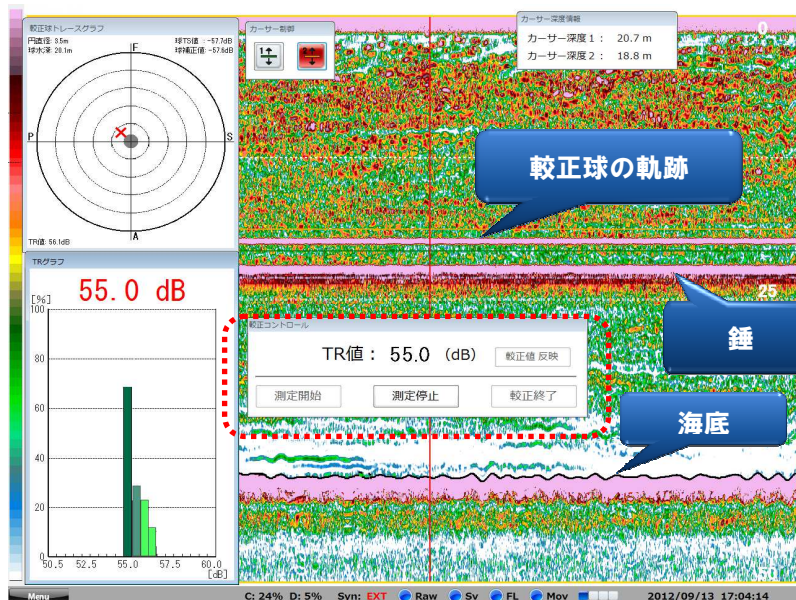 較正球トレースグラフ
円直径: 3.5m
球水深: 20.1m
球TS値 : -57.7dB
球補正値: -57.6dB
F
P
S
A
TR値: 56.1dB
カーサー制御
1
2
カーサー深度情報
カーサー深度1： 20.7 m
カーサー深度2： 18.8 m
0
較正球の軌跡
25
錘
海底
TRグラフ
55.0 dB
[%]
100
80
60
40
20
0
50.5 52.5 55.0 57.5 60.0
[dB]
較正コントロール
TR値： 55.0 (dB)
較正値 反映
測定開始
測定停止
較正終了
Menu
C: 24% D: 5% Syn: EXT Raw Sv FL Mov 2012/09/13 17:04:14